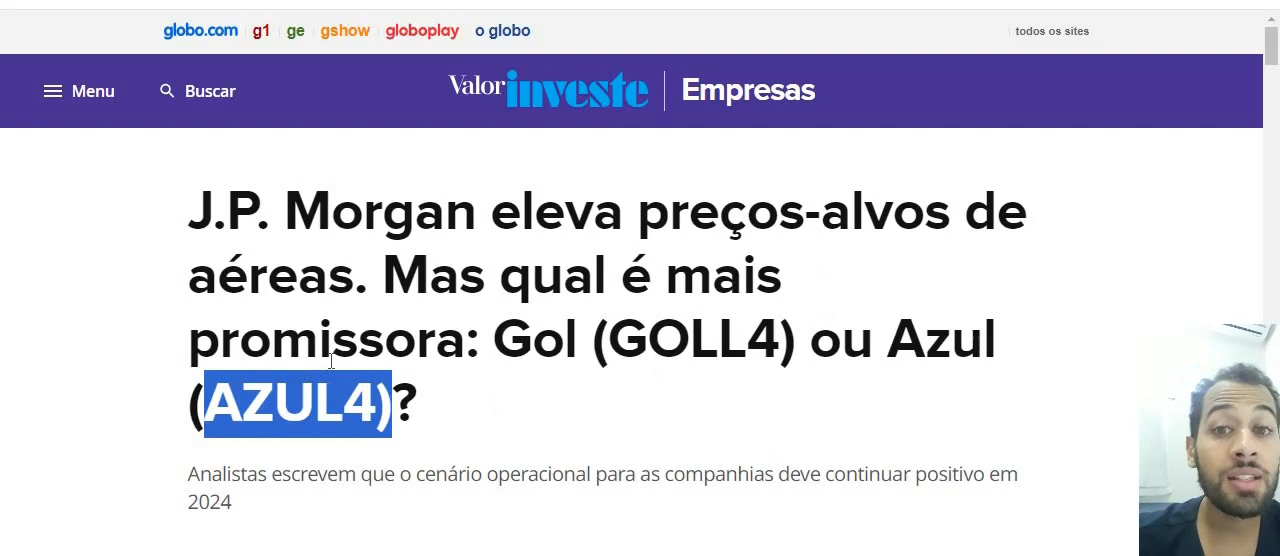 globo.com g1 ge gshow globoplay o globo todos os sites
Menu Buscar Valor investe Empresas
J.P. Morgan eleva preços-alvos de
aéreas. Mas qual é mais
promissora: Gol (GOLL4) ou Azul
(AZUL4)?
Analistas escrevem que o cenário operacional para as companhias deve continuar positivo em
2024